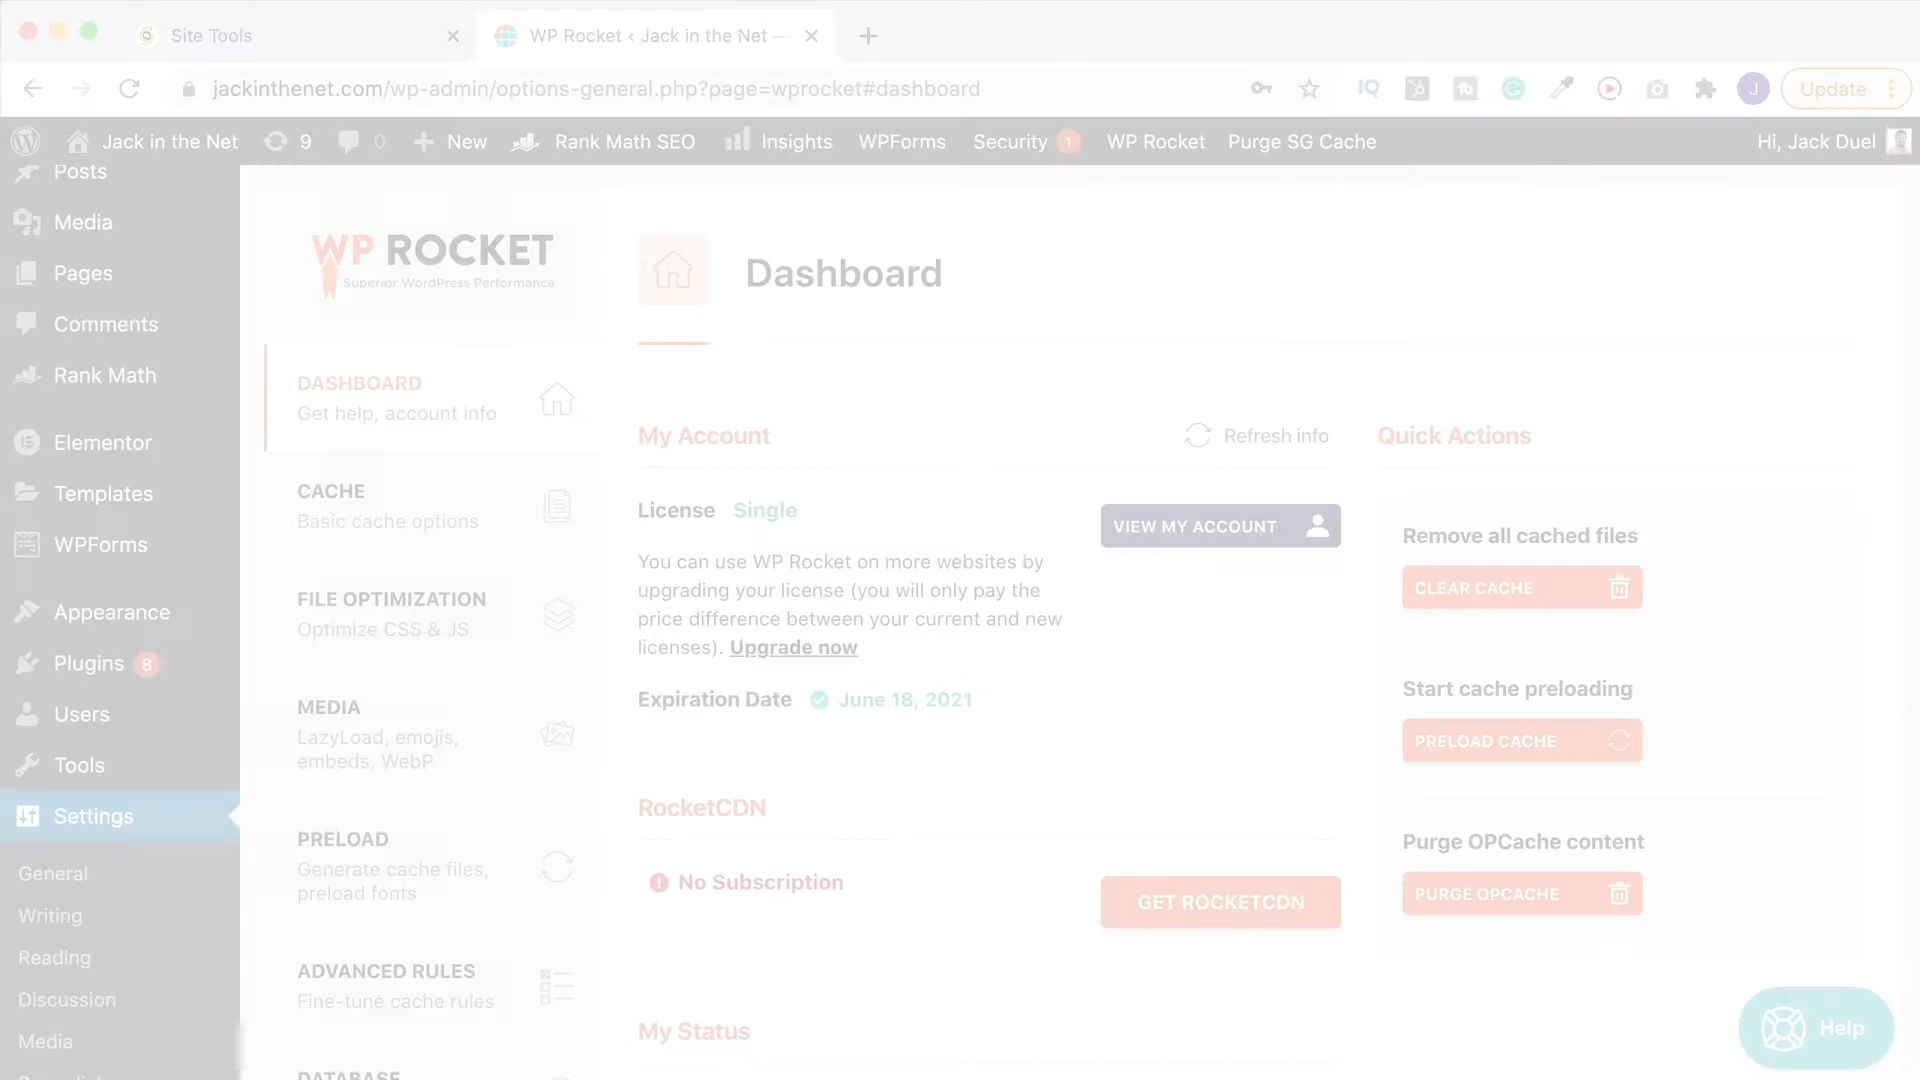 Site Tools
WP Rocket ‹ Jack in the Net —
jackinthenet.com/wp-admin/options-general.php?page=wprocket#dashboard
IQ
J
Update
Jack in the Net
9
0
New
Rank Math SEO
Insights
WPForms
Security 1
WP Rocket
Purge SG Cache
Hi, Jack Duel
Posts
Media
Pages
Comments
Rank Math
Elementor
Templates
WPForms
Appearance
Plugins 8
Users
Tools
Settings
General
Writing
Reading
Discussion
Media
WP ROCKET
Superior WordPress Performance
DASHBOARD
Get help, account info
CACHE
Basic cache options
FILE OPTIMIZATION
Optimize CSS & JS
MEDIA
LazyLoad, emojis,
embeds, WebP
PRELOAD
Generate cache files,
preload fonts
ADVANCED RULES
Fine-tune cache rules
DATABASE
Dashboard
My Account
Refresh info
License Single
VIEW MY ACCOUNT
You can use WP Rocket on more websites by
upgrading your license (you will only pay the
price difference between your current and new
licenses). Upgrade now
Expiration Date June 18, 2021
RocketCDN
No Subscription
GET ROCKETCDN
My Status
Quick Actions
Remove all cached files
CLEAR CACHE
Start cache preloading
PRELOAD CACHE
Purge OPCache content
PURGE OPCACHE
Help